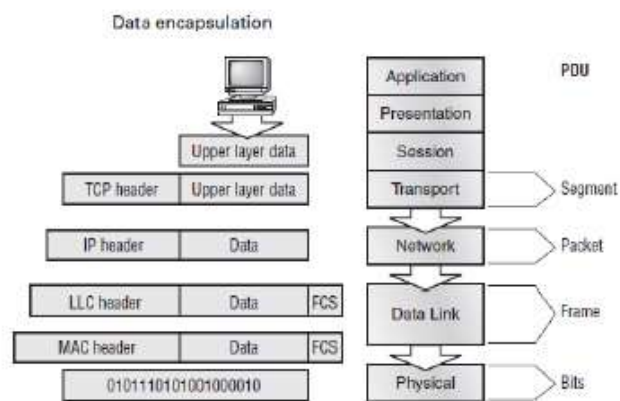 Data encapsulation
PDU
Application
Presentation
Upper layer data
Session
TCP header Upper layer data
Transport
Segment
IP header Data
Network
Packet
LLC header Data FCS
Data Link
Frame
MAC header Data FCS
0101110101001000010
Physical
Bits